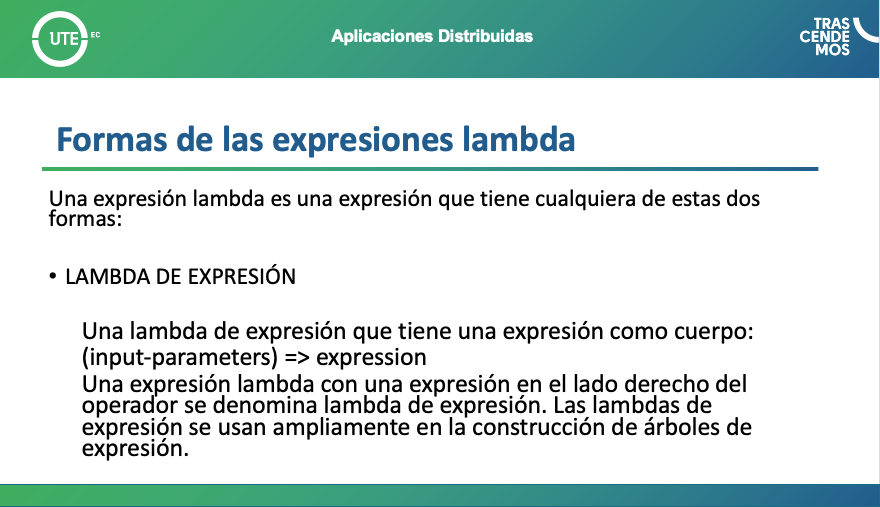 UTE EC
Aplicaciones Distribuidas
TRAS
CENDE
MOS
Formas de las expresiones lambda
Una expresión lambda es una expresión que tiene cualquiera de estas dos
formas:
• LAMBDA DE EXPRESIÓN
Una lambda de expresión que tiene una expresión como cuerpo:
(input-parameters) => expression
Una expresión lambda con una expresión en el lado derecho del
operador se denomina lambda de expresión. Las lambdas de
expresión se usan ampliamente en la construcción de árboles de
expresión.